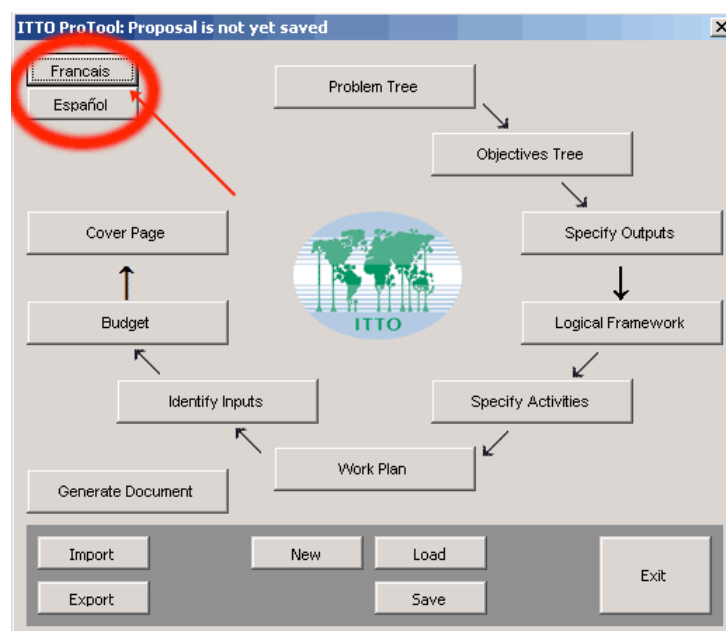 ITTO ProTool: Proposal is not yet saved
Francais
Español
Problem Tree
Objectives Tree
Cover Page
Specify Outputs
ITTO
Budget
Logical Framework
Identify Inputs
Specify Activities
Work Plan
Generate Document
Import
New
Load
Exit
Export
Save